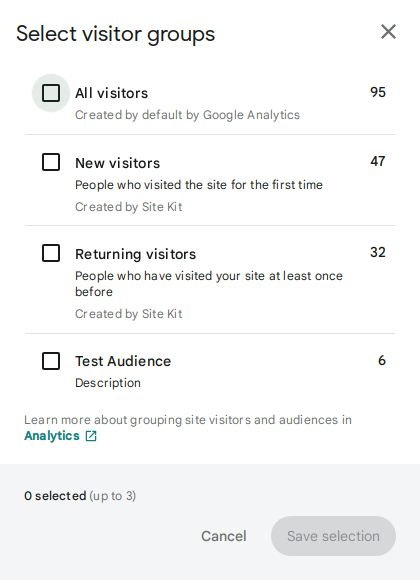 Select visitor groups
All visitors
95
Created by default by Google Analytics
New visitors
47
People who visited the site for the first time
Created by Site Kit
Returning visitors
32
People who have visited your site at least once
before
Created by Site Kit
Test Audience
6
Description
Learn more about grouping site visitors and audiences in
Analytics
0 selected (up to 3)
Cancel
Save selection